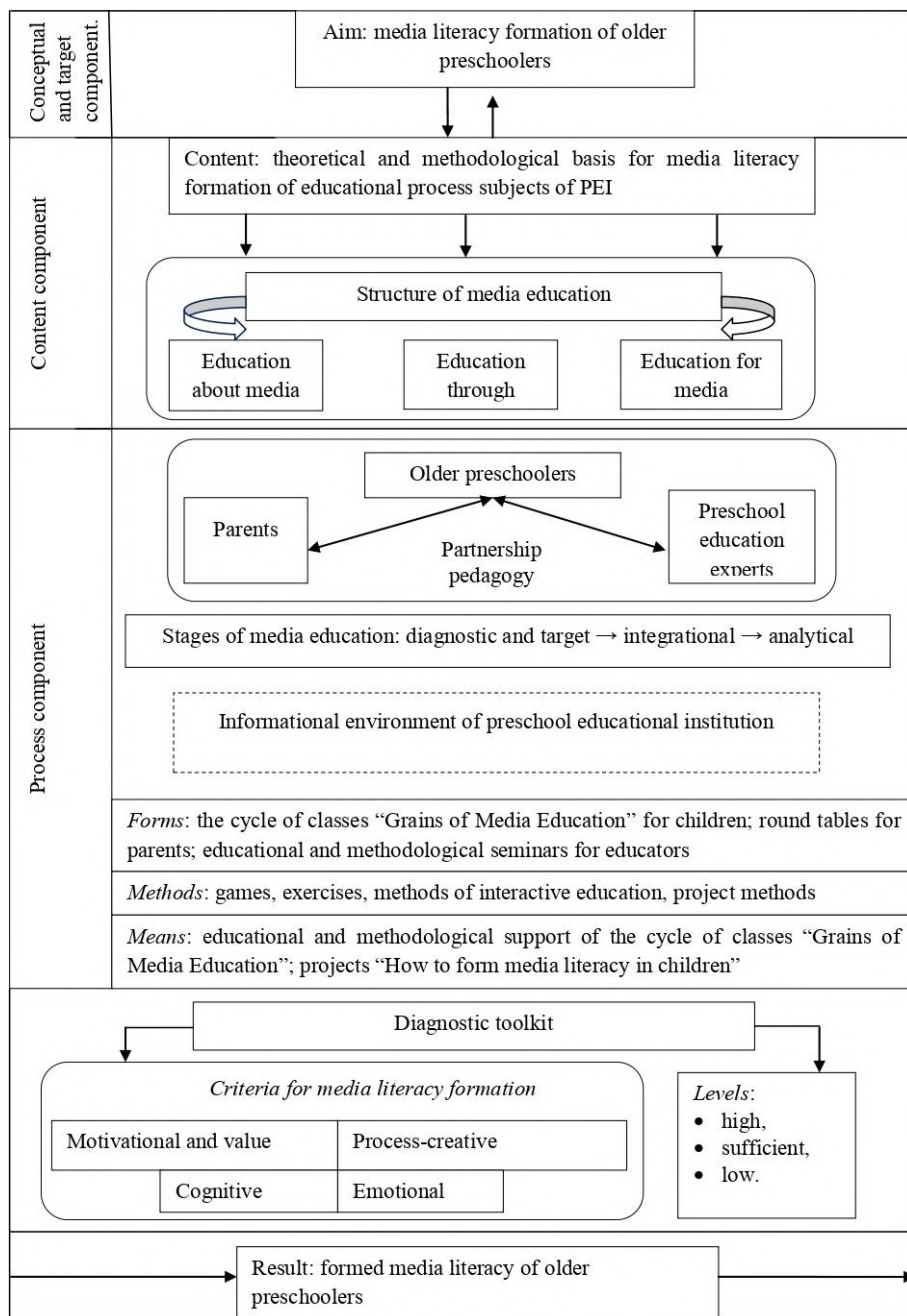 Conceptual
and target
component.
Aim: media literacy formation of older
preschoolers
Content component
Content: theoretical and methodological basis for media literacy
formation of educational process subjects of PEI
Structure of media education
Education
about media
Education
through
Education for
media
Process component
Older preschoolers
Parents
Preschool
education
experts
Partnership
pedagogy
Stages of media education: diagnostic and target → integrational → analytical
Informational environment of preschool educational institution
Forms: the cycle of classes “Grains of Media Education” for children; round tables for
parents; educational and methodological seminars for educators
Methods: games, exercises, methods of interactive education, project methods
Means: educational and methodological support of the cycle of classes “Grains of
Media Education”; projects “How to form media literacy in children”
Diagnostic toolkit
Criteria for media literacy formation
Motivational and value
Process-creative
Cognitive
Emotional
Levels:
• high,
• sufficient,
• low.
Result: formed media literacy of older
preschoolers